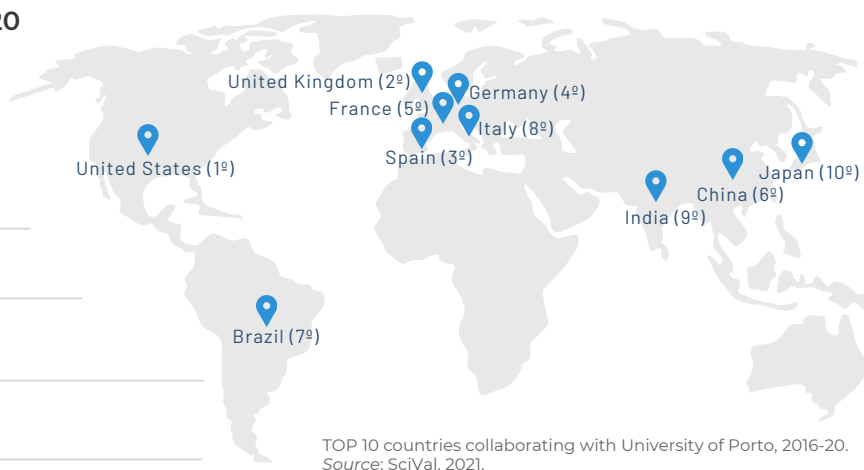 20
United Kingdom (2º)
Germany (4º)
France (5º)
Italy (8º)
Spain (3º)
United States (1º)
Japan (10º)
China (6º)
India (9º)
Brazil (7º)
TOP 10 countries collaborating with University of Porto, 2016-20.
Source: SciVal, 2021.